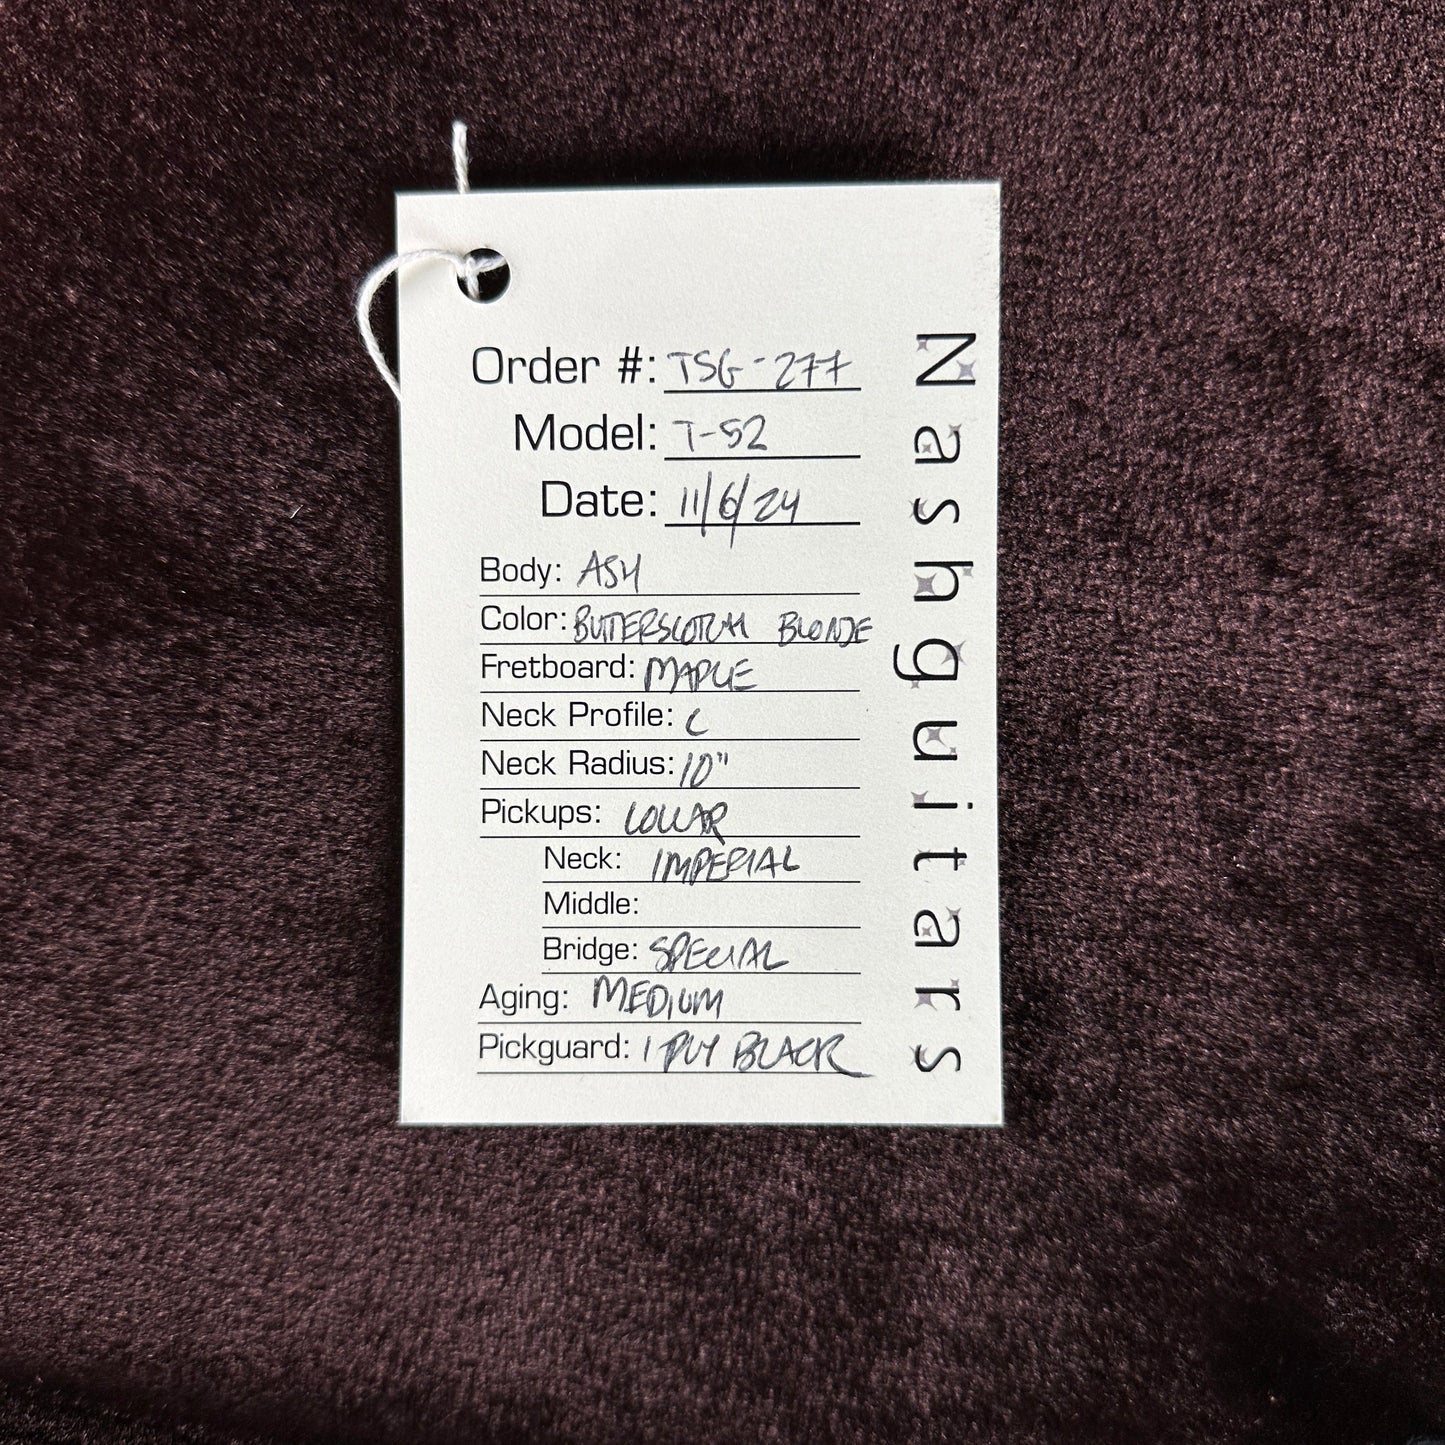 Order #: TSG-277
Model: T-52
Date: 11/6/24
Body: ASH
Color: BUTTERSCOTCH BLONDE
Fretboard: MAPLE
Neck Profile: C
Neck Radius: 10"
Pickups: LOLLAR
Neck: IMPERIAL
Middle:
Bridge: SPECIAL
Aging: MEDIUM
Pickguard: 1 PLY BLACK
Nashguitars